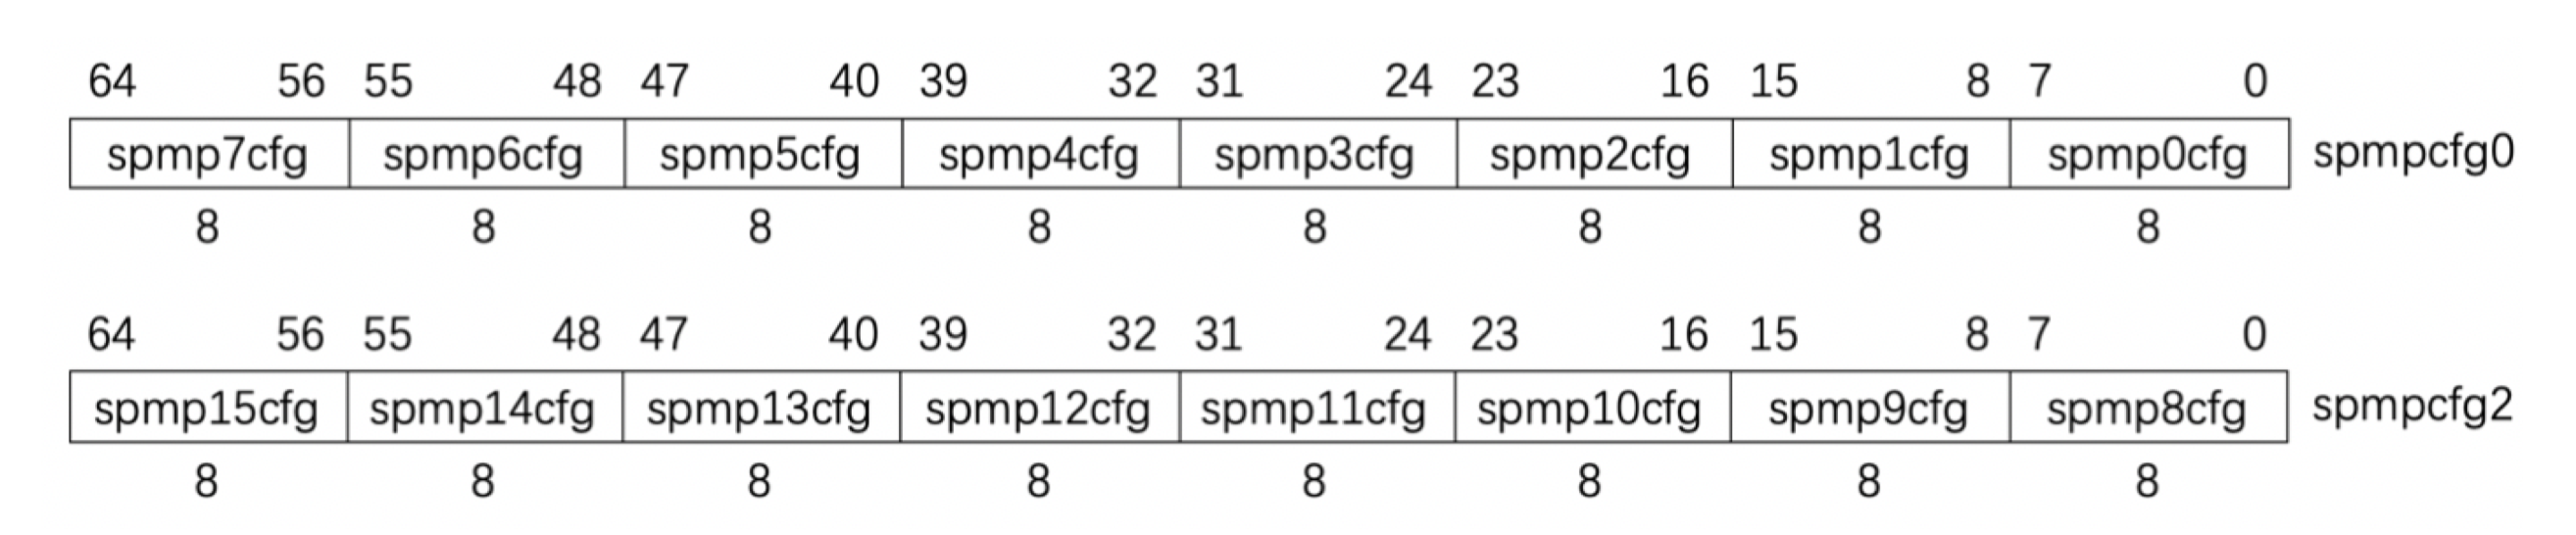 64 56 55 48 47 40 39 32 31 24 23 16 15 8 7 0
spmp7cfg spmp6cfg spmp5cfg spmp4cfg spmp3cfg spmp2cfg spmp1cfg spmp0cfg spmpcfg0
8 8 8 8 8 8 8 8
64 56 55 48 47 40 39 32 31 24 23 16 15 8 7 0
spmp15cfg spmp14cfg spmp13cfg spmp12cfg spmp11cfg spmp10cfg spmp9cfg spmp8cfg spmpcfg2
8 8 8 8 8 8 8 8